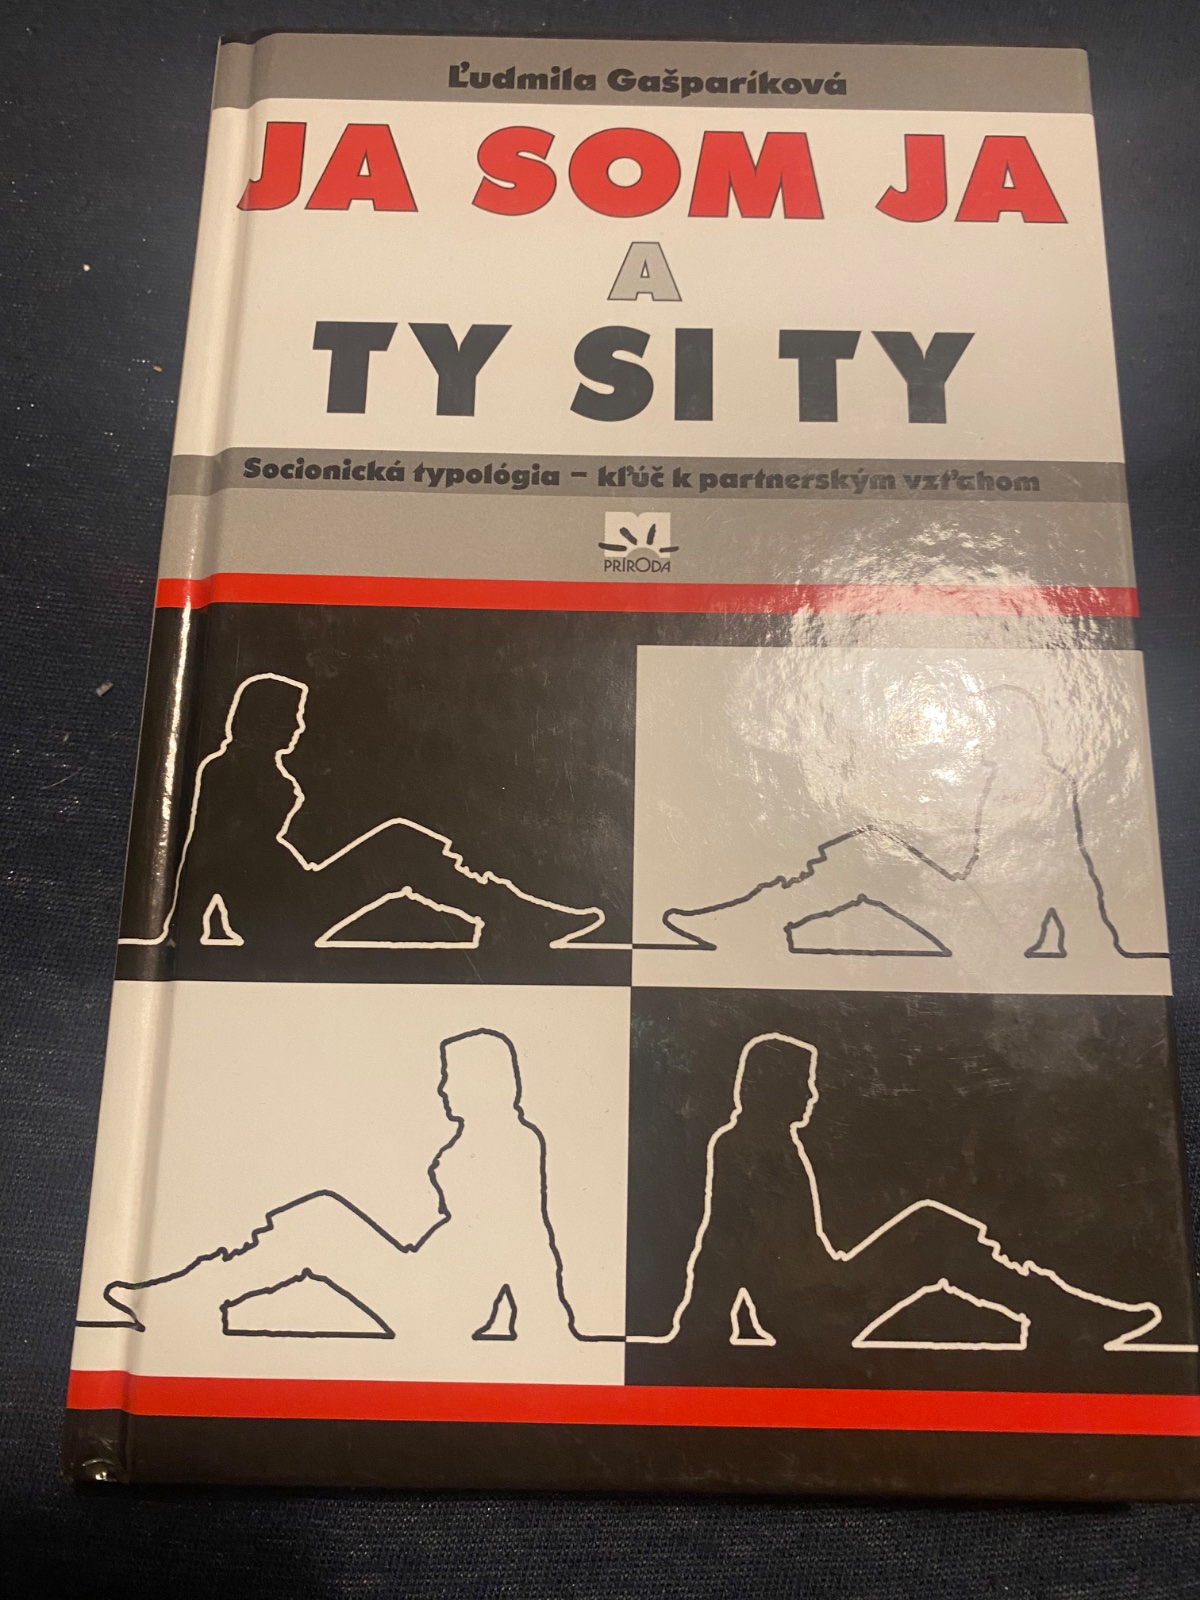 Ľudmila Gašparíková
JA SOM JA
A
TY SI TY
Socionická typológia – kľúč k partnerským vzťahom
PRÍRODA